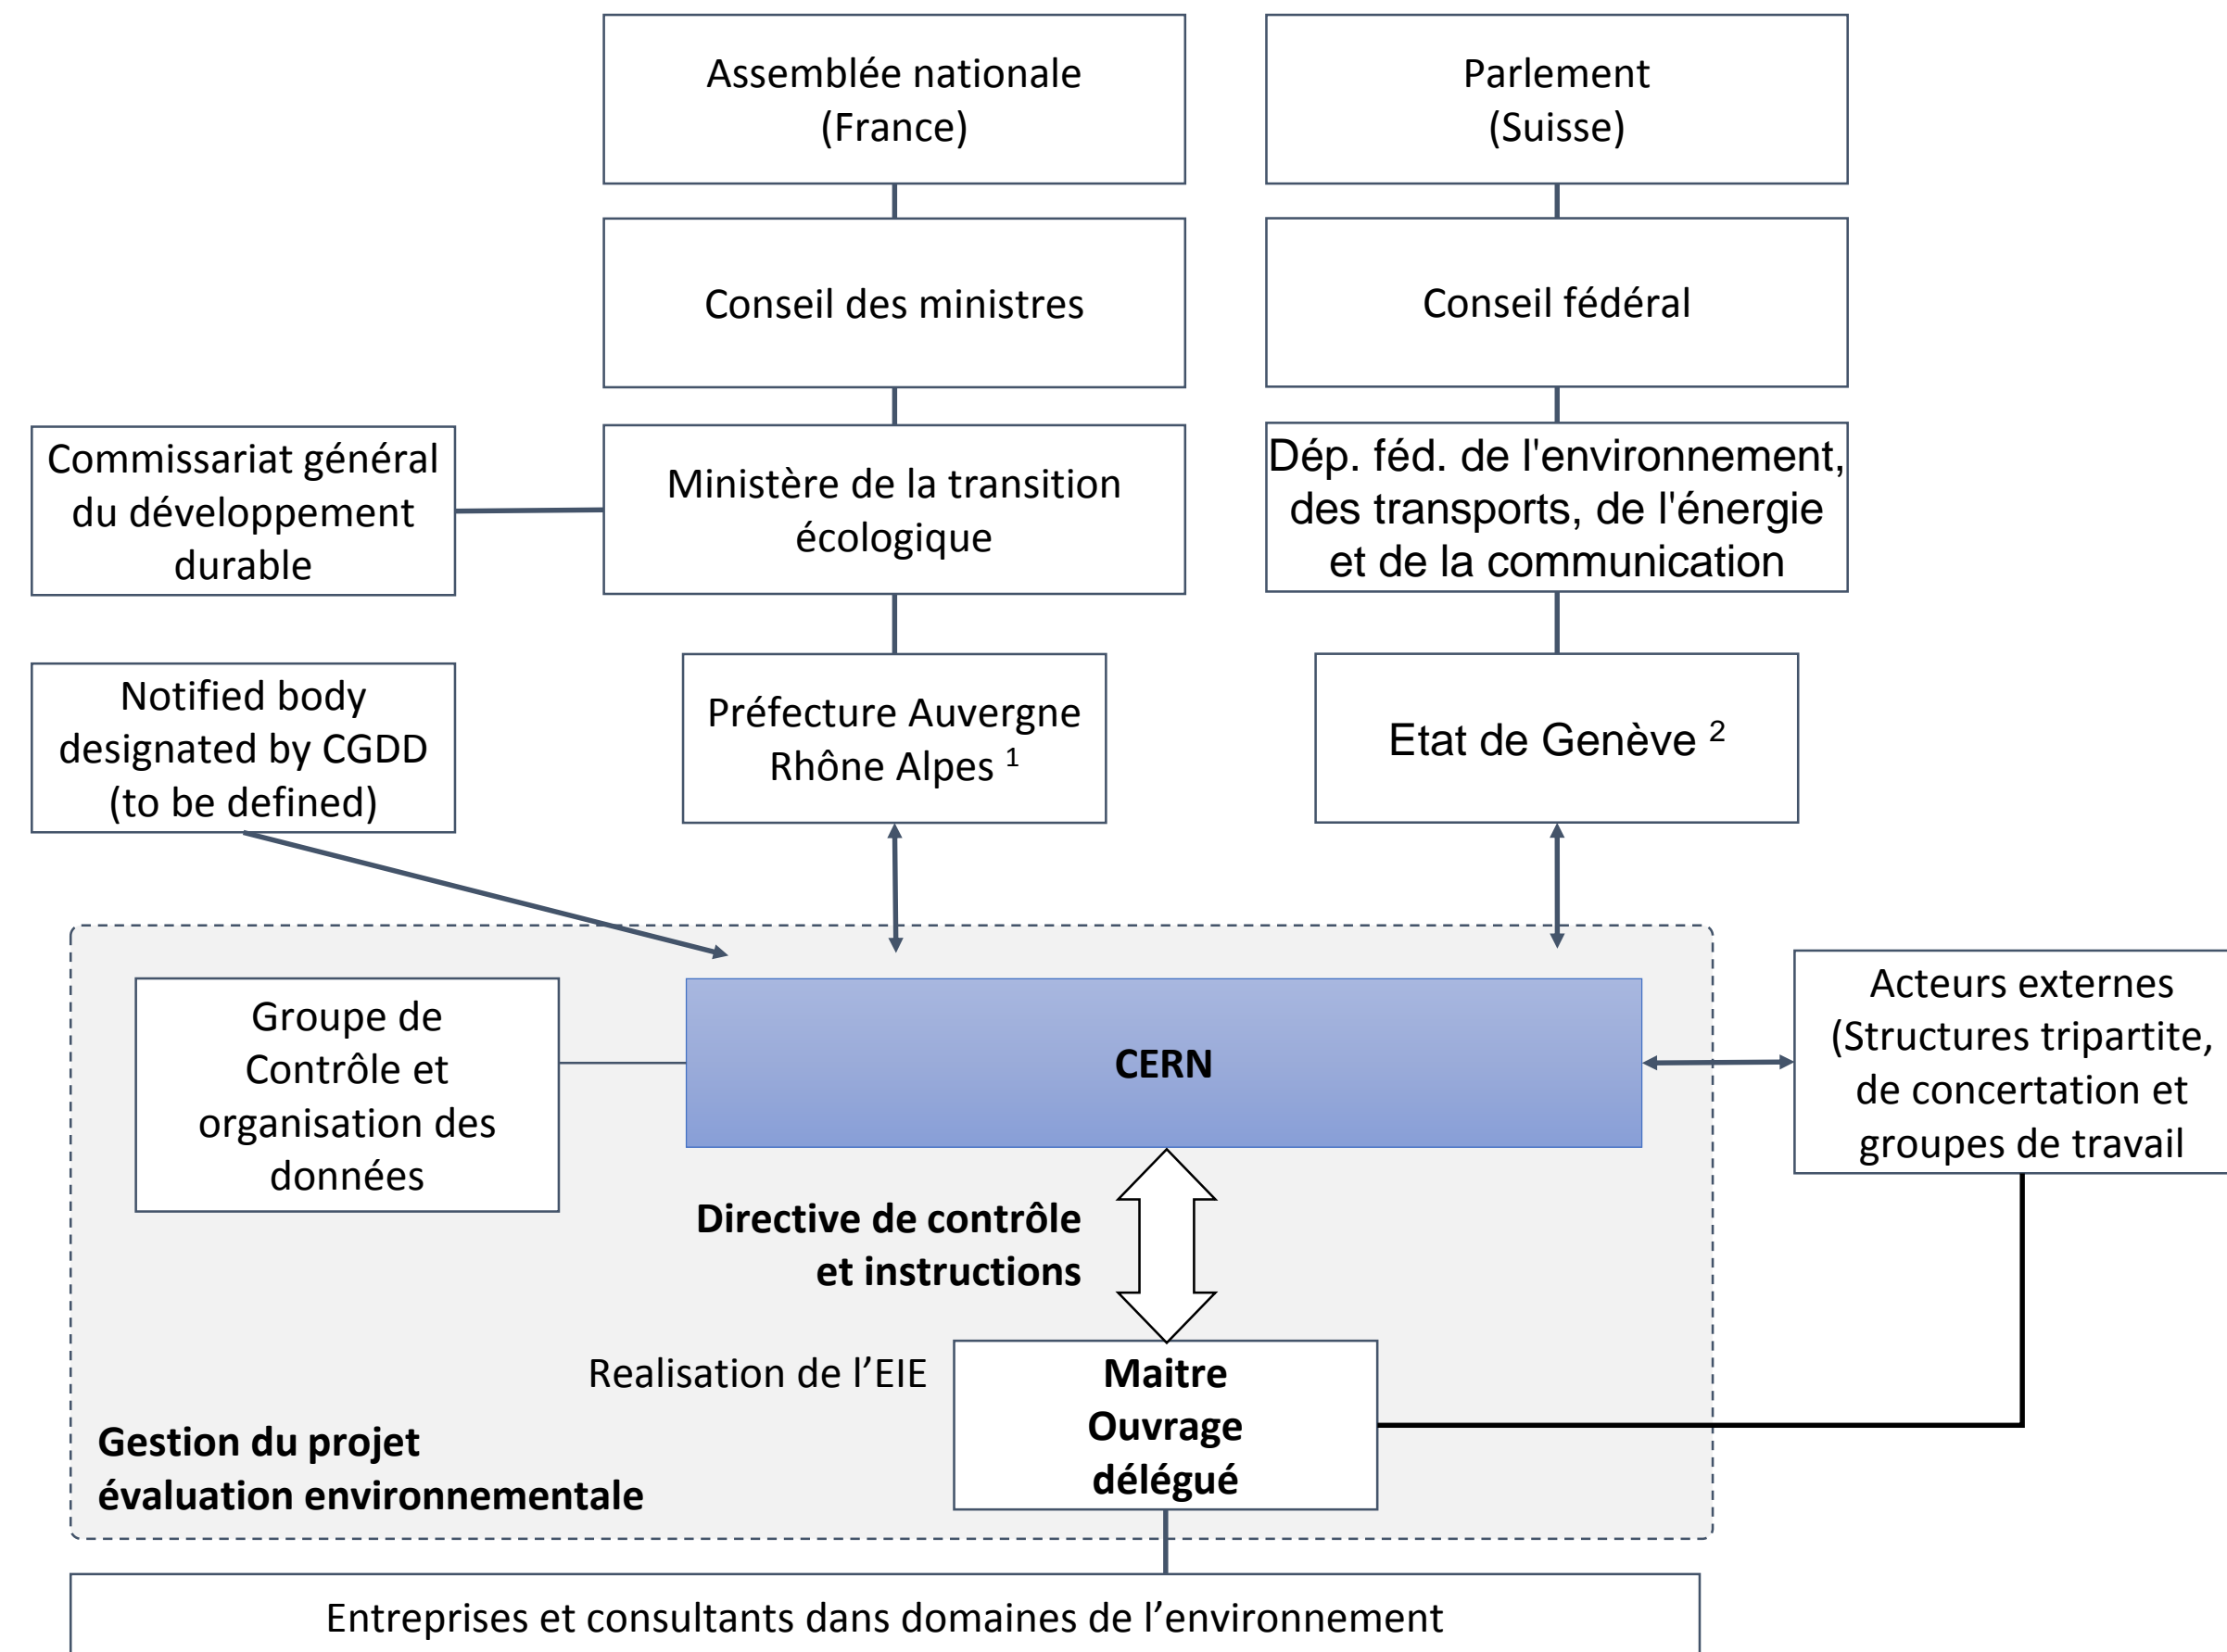 Assemblée nationale
(France)
Parlement
(Suisse)
Conseil des ministres
Conseil fédéral
Commissariat général
du développement
durable
Ministère de la transition
écologique
Dép. féd. de l'environnement,
des transports, de l'énergie
et de la communication
Notified body
designated by CGDD
(to be defined)
Préfecture Auvergne
Rhône Alpes ¹
Etat de Genève ²
Groupe de
Contrôle et
organisation des
données
CERN
Acteurs externes
(Structures tripartite,
de concertation et
groupes de travail
Directive de contrôle
et instructions
Realisation de l’EIE
Maitre
Ouvrage
délégué
Gestion du projet
évaluation environnementale
Entreprises et consultants dans domaines de l’environnement